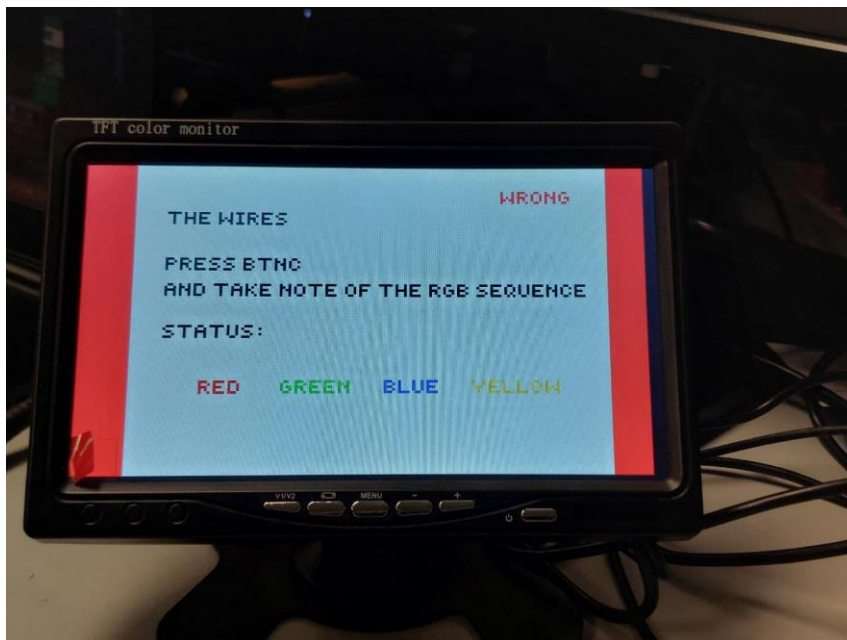 TFT color monitor
WRONG
THE WIRES
PRESS BTNC
AND TAKE NOTE OF THE RGB SEQUENCE
STATUS:
RED GREEN BLUE YELLOW
V1/V2 MENU - +